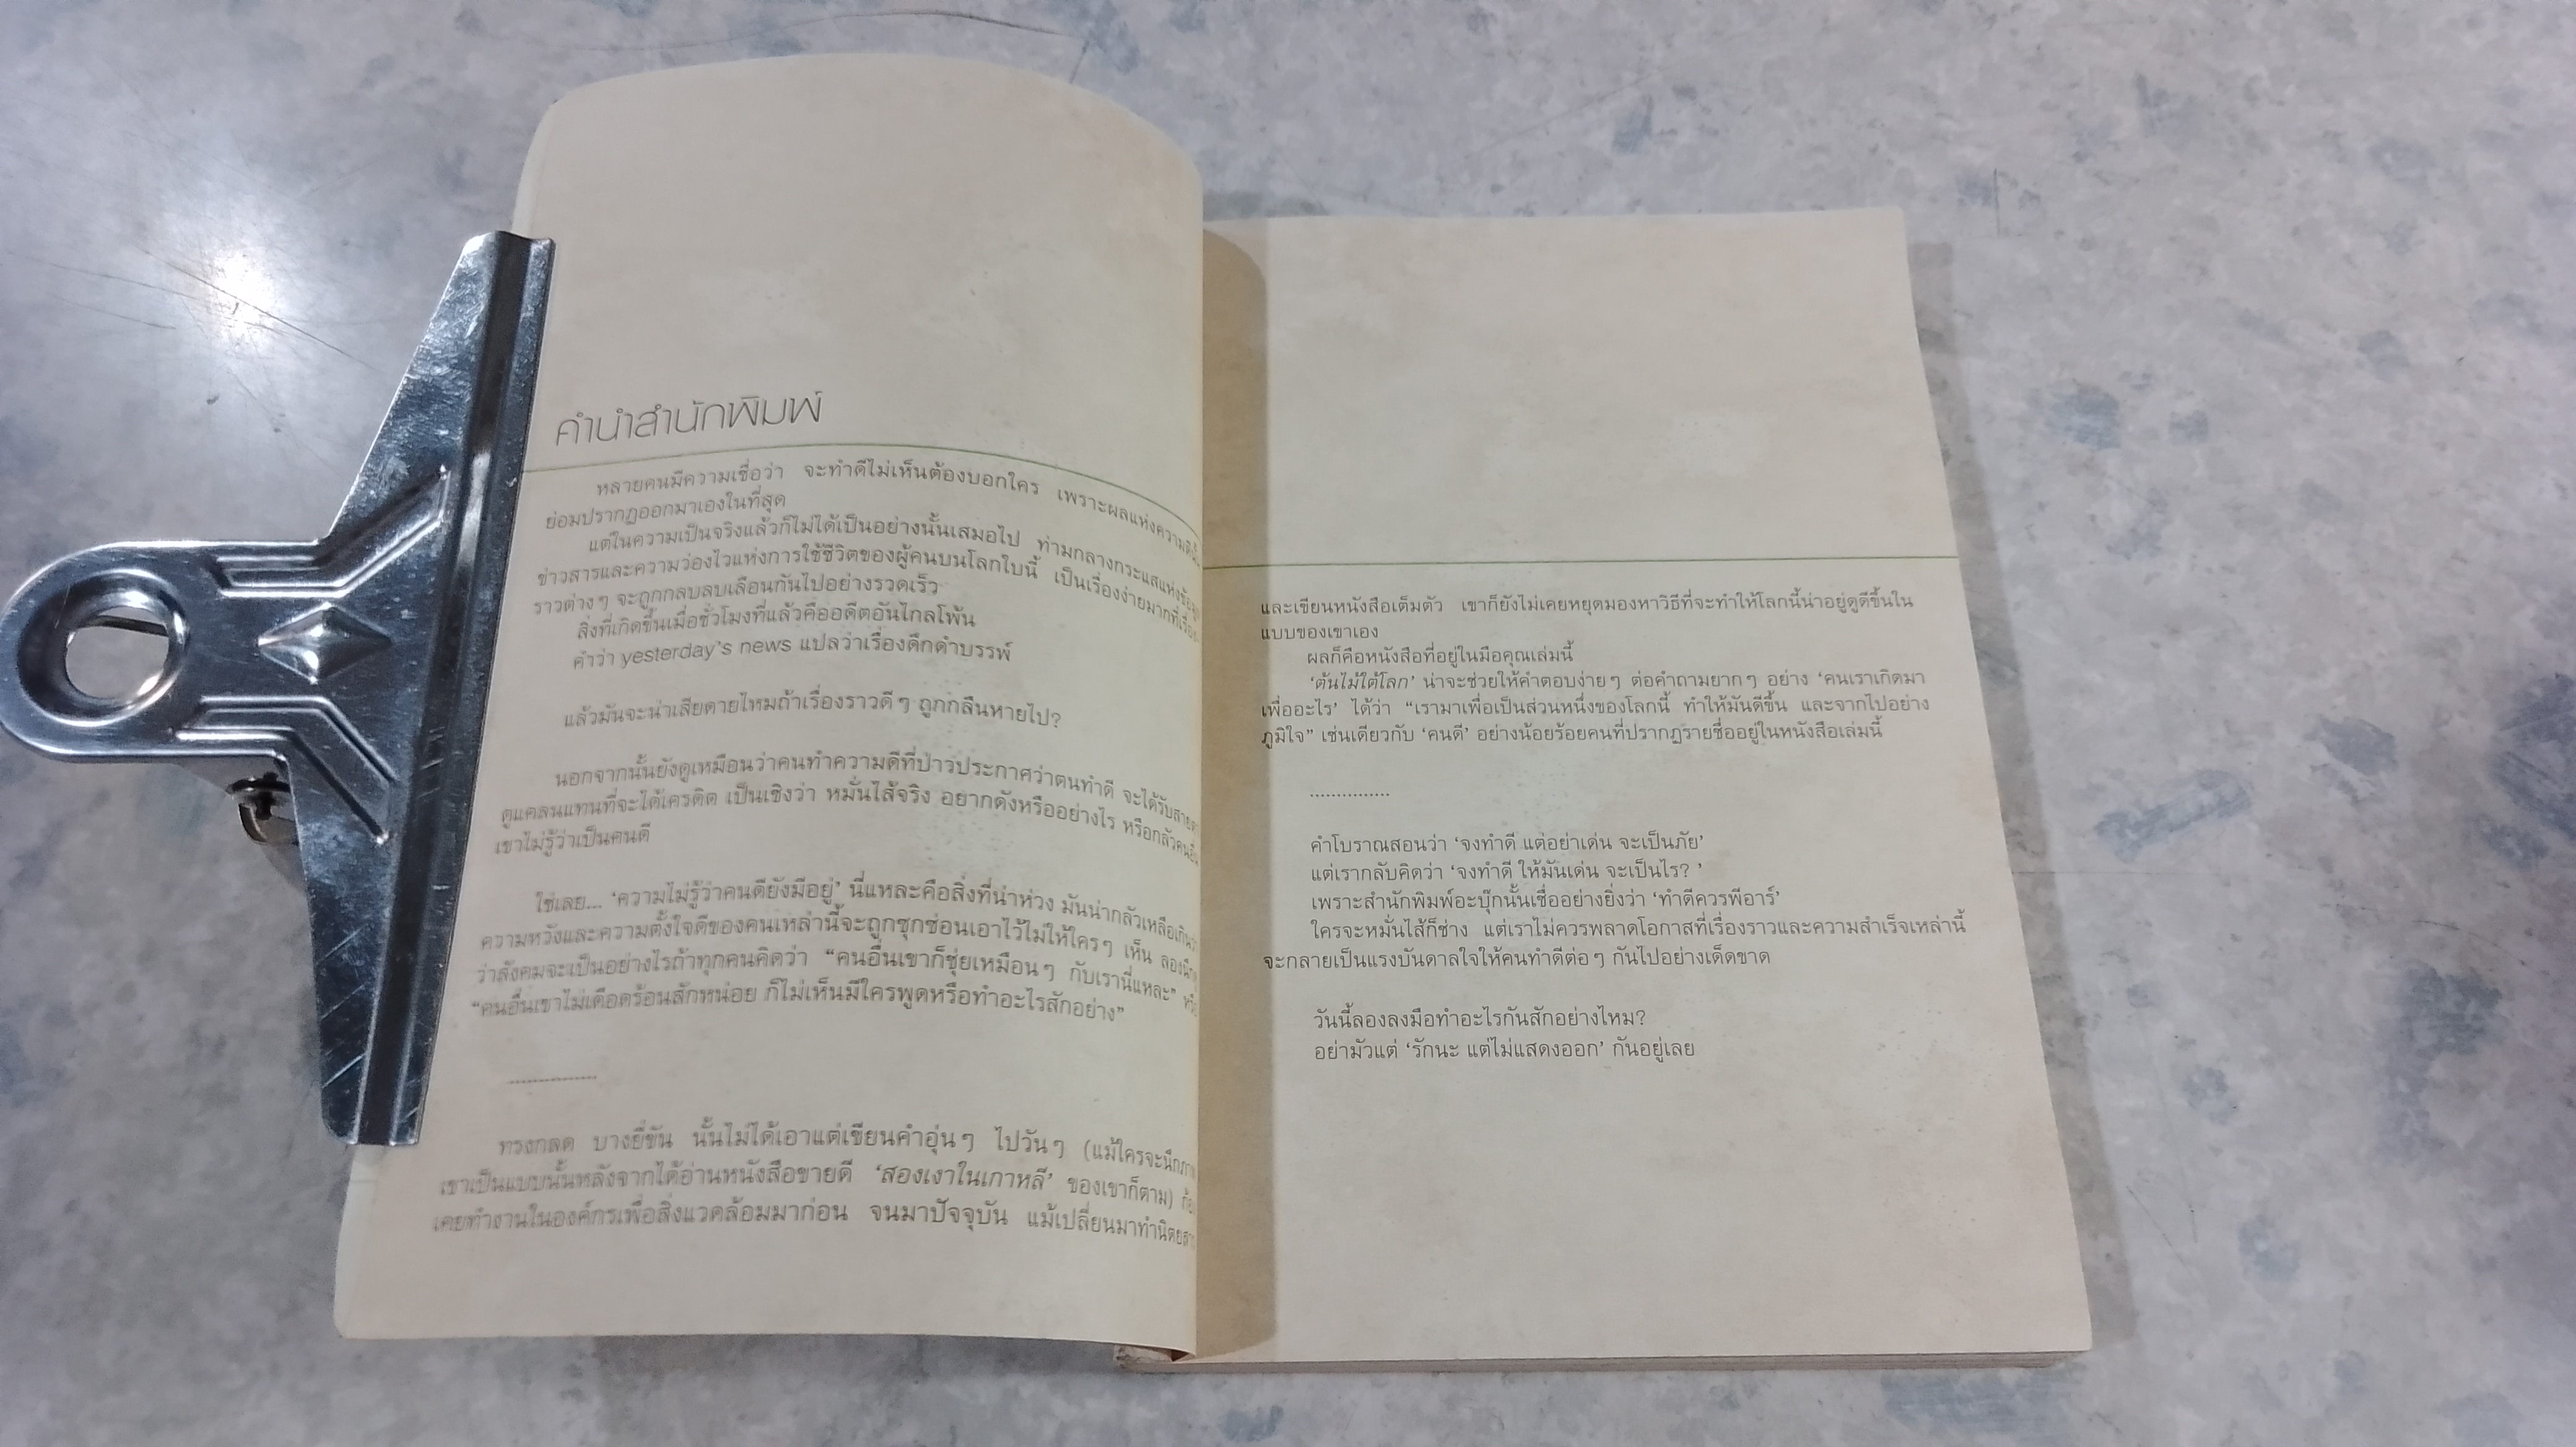 คำนำสำนักพิมพ์
หลายคนมีความเชื่อว่า จะทำดีไม่เห็นต้องบอกใคร เพราะผลแห่งความดีนั้น
ย่อมปรากฏออกมาเองในที่สุด
แต่ในความเป็นจริงแล้วก็ไม่ได้เป็นอย่างนั้นเสมอไป ท่ามกลางกระแสแห่งข้อมูล
ข่าวสารและความว่องไวแห่งการใช้ชีวิตของผู้คนบนโลกใบนี้ เป็นเรื่องง่ายมากที่เรื่อง
ราวต่างๆ จะถูกกลบลบเลือนกันไปอย่างรวดเร็ว
สิ่งที่เกิดขึ้นเมื่อชั่วโมงที่แล้วคืออดีตอันไกลโพ้น
คำว่า yesterday's news แปลว่าเรื่องดึกดำบรรพ์
แล้วมันจะน่าเสียดายไหมถ้าเรื่องราวดีๆ ถูกกลืนหายไป?
นอกจากนั้นยังดูเหมือนว่าคนทำความดีที่ป่าวประกาศว่าตนทำดี จะได้รับสายตา
ดูแคลนแทนที่จะได้เครดิต เป็นเชิงว่า หมั่นไส้จริง อยากดังหรืออย่างไร หรือกลัวคนอื่น
เขาไม่รู้ว่าเป็นคนดี
ใช่เลย... ‘ความไม่รู้ว่าคนดียังมีอยู่’ นี่แหละคือสิ่งที่น่าห่วง มันน่ากลัวเหลือเกินว่า
ความหวังและความตั้งใจดีของคนเหล่านี้จะถูกซุกซ่อนเอาไว้ไม่ให้ใครๆ เห็น ลองนึกดู
ว่าสังคมจะเป็นอย่างไรถ้าทุกคนคิดว่า “คนอื่นเขาก็ชุ่ยเหมือนๆ กับเรานี่แหละ” หรือ
“คนอื่นเขาไม่เดือดร้อนสักหน่อย ก็ไม่เห็นมีใครพูดหรือทำอะไรสักอย่าง”
...............
ทรงกลด บางยี่ขัน นั้นไม่ได้เอาแต่เขียนคำอุ่นๆ ไปวันๆ (แม้ใครจะนึกภาพ
เขาเป็นแบบนั้นหลังจากได้อ่านหนังสือขายดี ‘สองเงาในเกาหลี’ ของเขาก็ตาม)
เคยทำงานในองค์กรเพื่อสิ่งแวดล้อมมาก่อน จนมาปัจจุบัน แม้เปลี่ยนมาทำนิตยสาร
และเขียนหนังสือเต็มตัว เขาก็ยังไม่เคยหยุดมองหาวิธีที่จะทำให้โลกนี้น่าอยู่ดูดีขึ้นใน
แบบของเขาเอง
ผลก็คือหนังสือที่อยู่ในมือคุณเล่มนี้
‘ต้นไม้ใต้โลก’ น่าจะช่วยให้คำตอบง่ายๆ ต่อคำถามยากๆ อย่าง ‘คนเราเกิดมา
เพื่ออะไร’ ได้ว่า “เรามาเพื่อเป็นส่วนหนึ่งของโลกนี้ ทำให้มันดีขึ้น และจากไปอย่าง
ภูมิใจ” เช่นเดียวกับ ‘คนดี’ อย่างน้อยร้อยคนที่ปรากฏรายชื่ออยู่ในหนังสือเล่มนี้
...............
คำโบราณสอนว่า ‘จงทำดี แต่อย่าเด่น จะเป็นภัย’
แต่เรากลับคิดว่า ‘จงทำดี ให้มันเด่น จะเป็นไร? ’
เพราะสำนักพิมพ์อะบุ๊กนั้นเชื่ออย่างยิ่งว่า ‘ทำดีควรพีอาร์’
ใครจะหมั่นไส้ก็ช่าง แต่เราไม่ควรพลาดโอกาสที่เรื่องราวและความสำเร็จเหล่านี้
จะกลายเป็นแรงบันดาลใจให้คนทำดีต่อๆ กันไปอย่างเด็ดขาด
วันนี้ลองลงมือทำอะไรกันสักอย่างไหม?
อย่ามัวแต่ ‘รักนะ แต่ไม่แสดงออก’ กันอยู่เลย